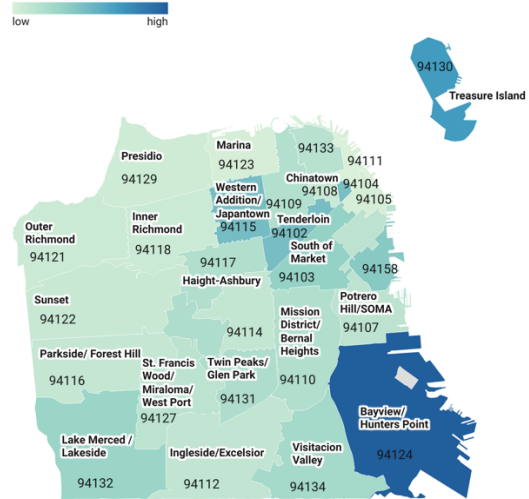 low high
94130
Treasure Island
Marina
94123
94133
94111
Presidio
94129
Chinatown
94108
94104
94105
Western
Addition/
Japantown
94115
94109
Tenderloin
94102
Outer
Richmond
94121
Inner
Richmond
94118
South of
Market
94103
94117
Haight-Ashbury
94158
Sunset
94122
Potrero
Hill/SOMA
94107
Mission
District/
Bernal
Heights
94110
94114
Parkside/ Forest Hill
94116
St. Francis
Wood/
Miraloma/
West Port
94127
Twin Peaks/
Glen Park
94131
Bayview/
Hunters Point
94124
Lake Merced /
Lakeside
94132
Ingleside/Excelsior
94112
Visitacion
Valley
94134